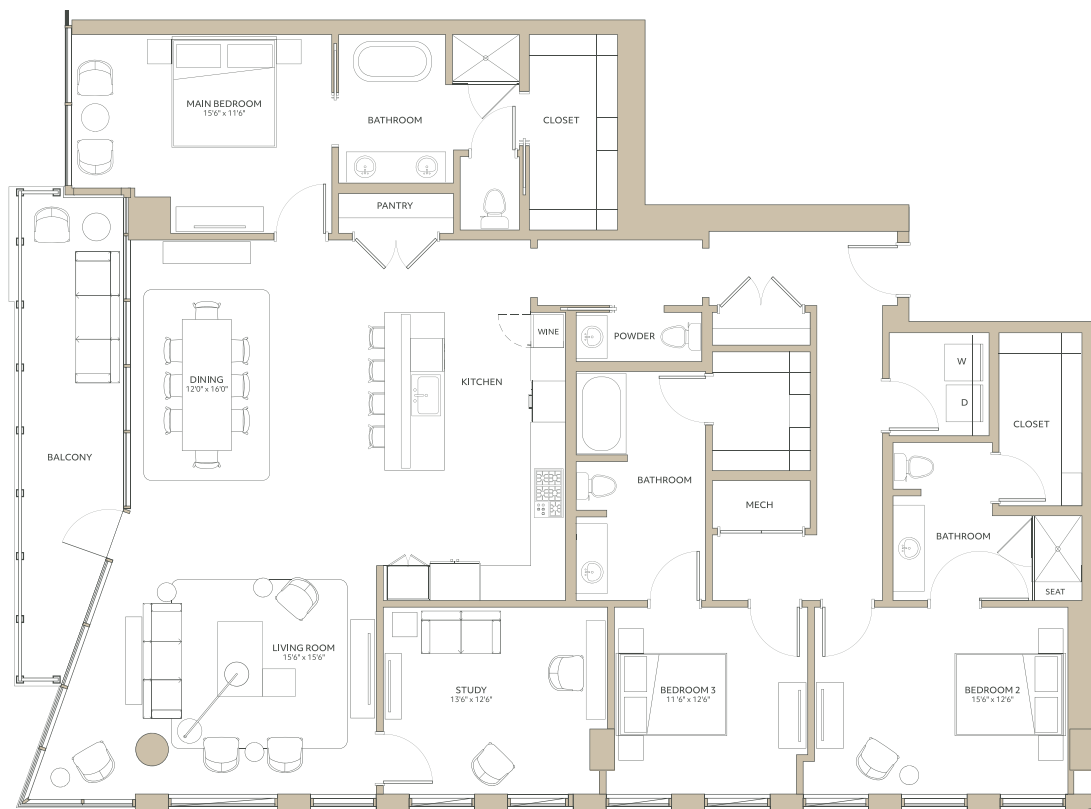 MAIN BEDROOM
15'6" x 11'6"
BATHROOM
CLOSET
PANTRY
WINE
POWDER
DINING
12'0" x 16'0"
KITCHEN
W
D
CLOSET
BALCONY
BATHROOM
MECH
BATHROOM
SEAT
LIVING ROOM
15'6" x 15'6"
STUDY
13'6" x 12'6"
BEDROOM 3
11'6" x 12'6"
BEDROOM 2
15'6" x 12'6"